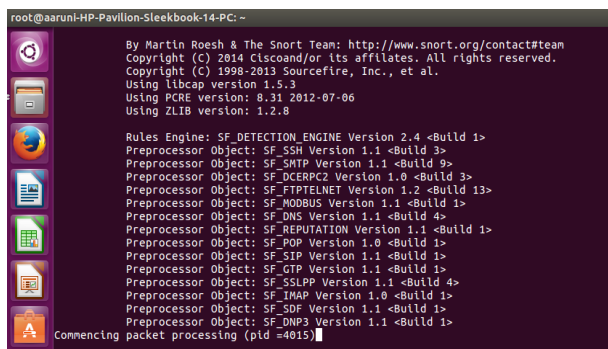 root@aaruni-HP-Pavilion-Sleekbook-14-PC: ~
By Martin Roesh & The Snort Team: http://www.snort.org/contact#team
Copyright (C) 2014 Ciscoand/or its affilates. All rights reserved.
Copyright (C) 1998-2013 Sourcefire, Inc., et al.
Using libcap version 1.5.3
Using PCRE version: 8.31 2012-07-06
Using ZLIB version: 1.2.8
Rules Engine: SF_DETECTION_ENGINE Version 2.4 <Build 1>
Preprocessor Object: SF_SSH Version 1.1 <Build 3>
Preprocessor Object: SF_SMTP Version 1.1 <Build 9>
Preprocessor Object: SF_DCERPC2 Version 1.0 <Build 3>
Preprocessor Object: SF_FTPTELNET Version 1.2 <Build 13>
Preprocessor Object: SF_MODBUS Version 1.1 <Build 1>
Preprocessor Object: SF_DNS Version 1.1 <Build 4>
Preprocessor Object: SF_REPUTATION Version 1.1 <Build 1>
Preprocessor Object: SF_POP Version 1.0 <Build 1>
Preprocessor Object: SF_SIP Version 1.1 <Build 1>
Preprocessor Object: SF_GTP Version 1.1 <Build 1>
Preprocessor Object: SF_SSLPP Version 1.1 <Build 4>
Preprocessor Object: SF_IMAP Version 1.0 <Build 1>
Preprocessor Object: SF_SDF Version 1.1 <Build 1>
Preprocessor Object: SF_DNP3 Version 1.1 <Build 1>
Commencing packet processing (pid =4015)